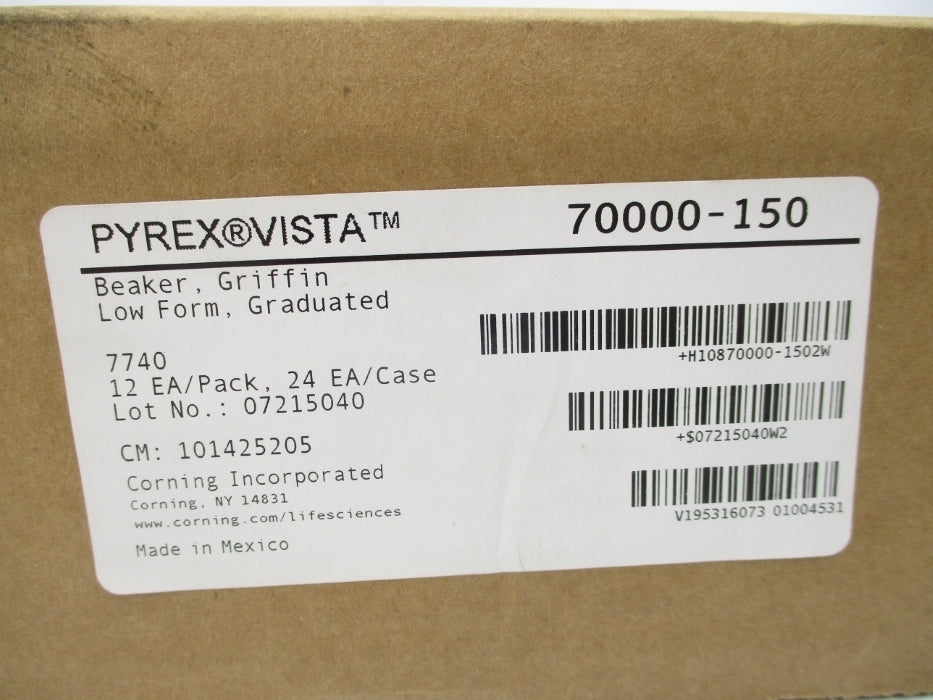 PYREX®VISTA™
70000-150
Beaker, Griffin
Low Form, Graduated
7740
12 EA/Pack, 24 EA/Case
Lot No.: 07215040
CM: 101425205
Corning Incorporated
Corning, NY 14831
www.corning.com/lifesciences
Made in Mexico
+H10870000-1502W
+$07215040W2
V195316073 01004531